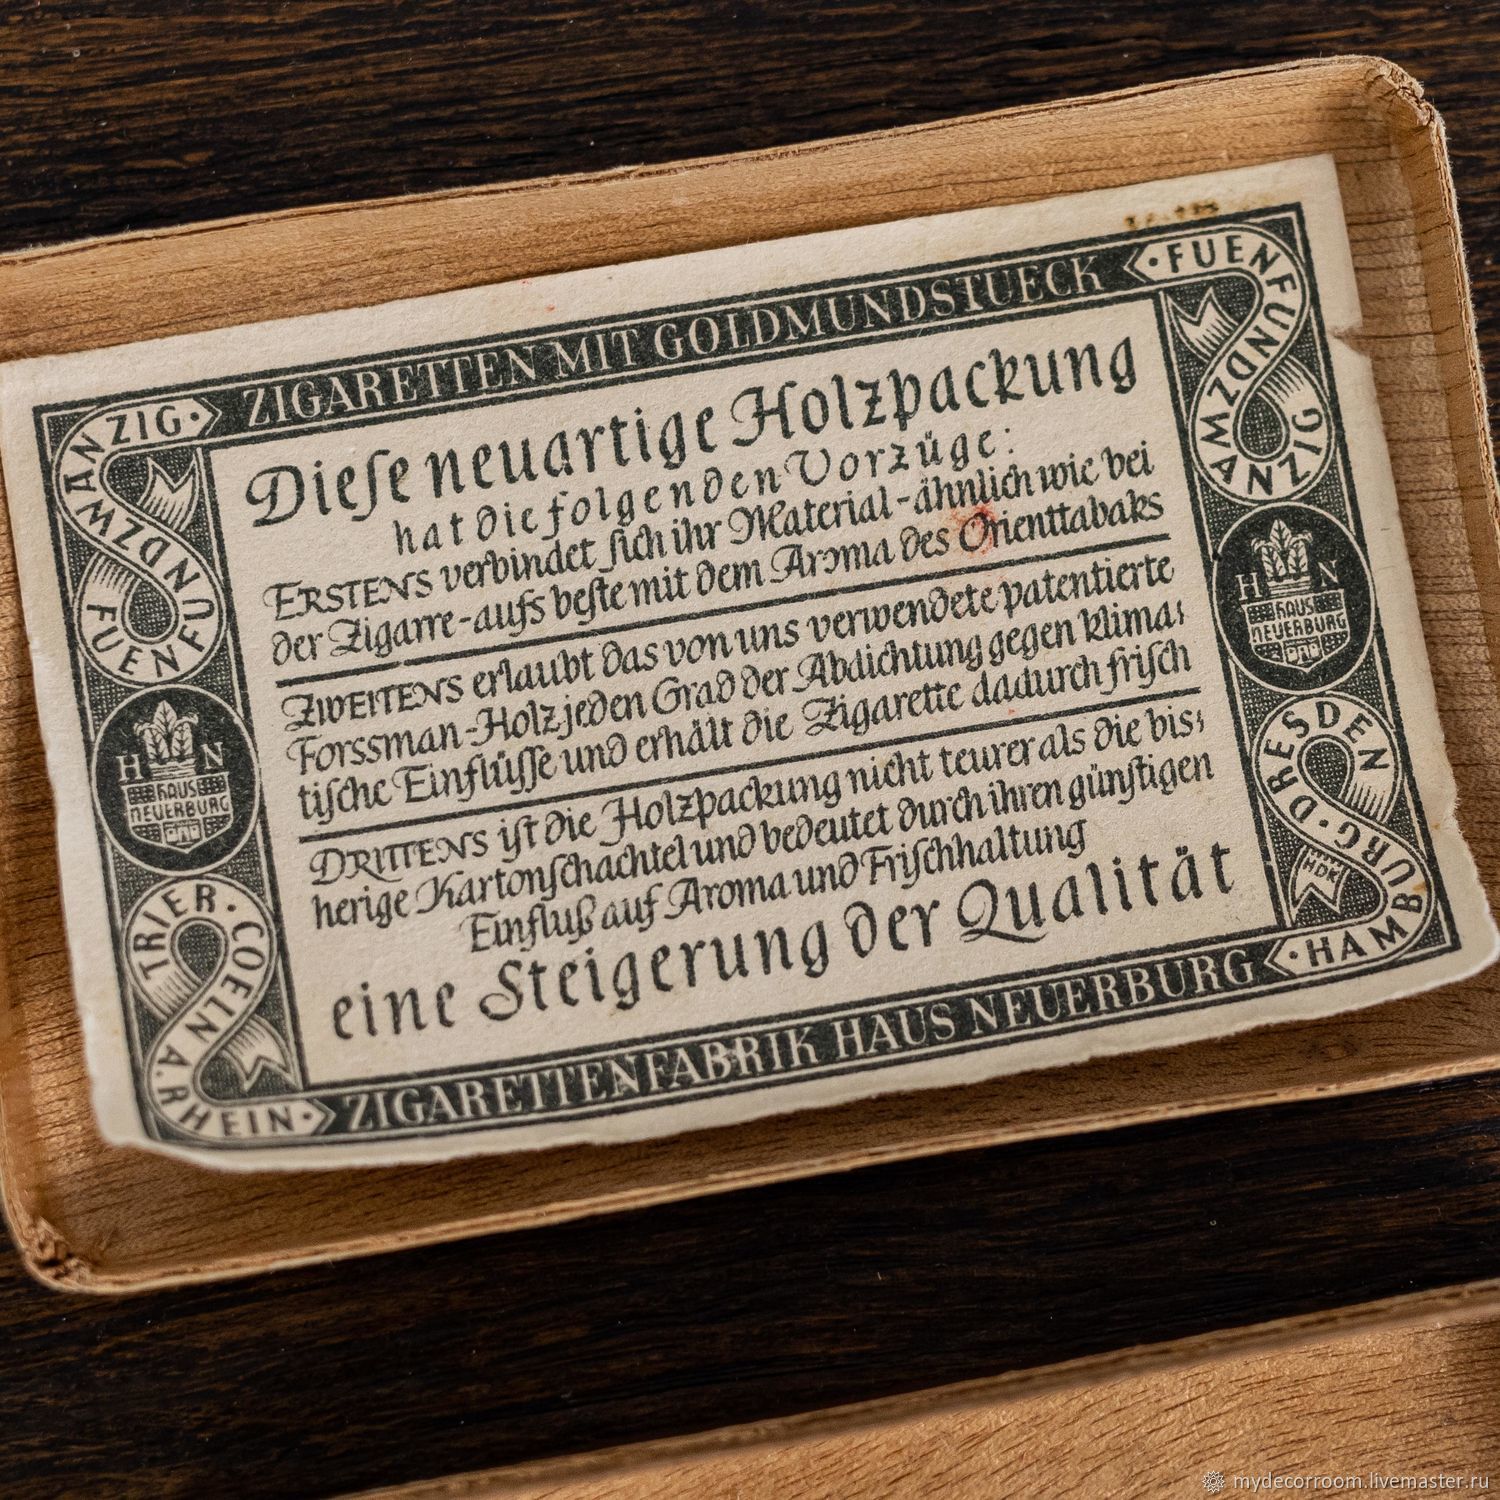 ZIGARETTEN MIT GOLDMUNDSTUECK
FUENFUNDZWANZIG
FUENFUNDZWANZIG
Dieſe neuartige Holzpackung
hat die folgenden Vorzüge:
ERSTENS verbindet ſich ihr Material - ähnlich wie bei
der Zigarre - aufs beſte mit dem Aroma des Orienttabaks
ZWEITENS erlaubt das von uns verwendete patentierte
Forssman-Holz jeden Grad der Abdichtung gegen klima⸗
tiſche Einflüſſe und erhält die Zigarette dadurch friſch
DRITTENS iſt die Holzpackung nicht teurer als die bis⸗
herige Kartonſchachtel und bedeutet durch ihren günſtigen
Einfluß auf Aroma und Friſchhaltung
eine Steigerung der Qualität
H N
HAUS
NEUERBURG
H N
HAUS
NEUERBURG
TRIER · COELN A. RHEIN
DRESDEN · HAMBURG
HDK
ZIGARETTENFABRIK HAUS NEUERBURG
mydecorroom.livemaster.ru